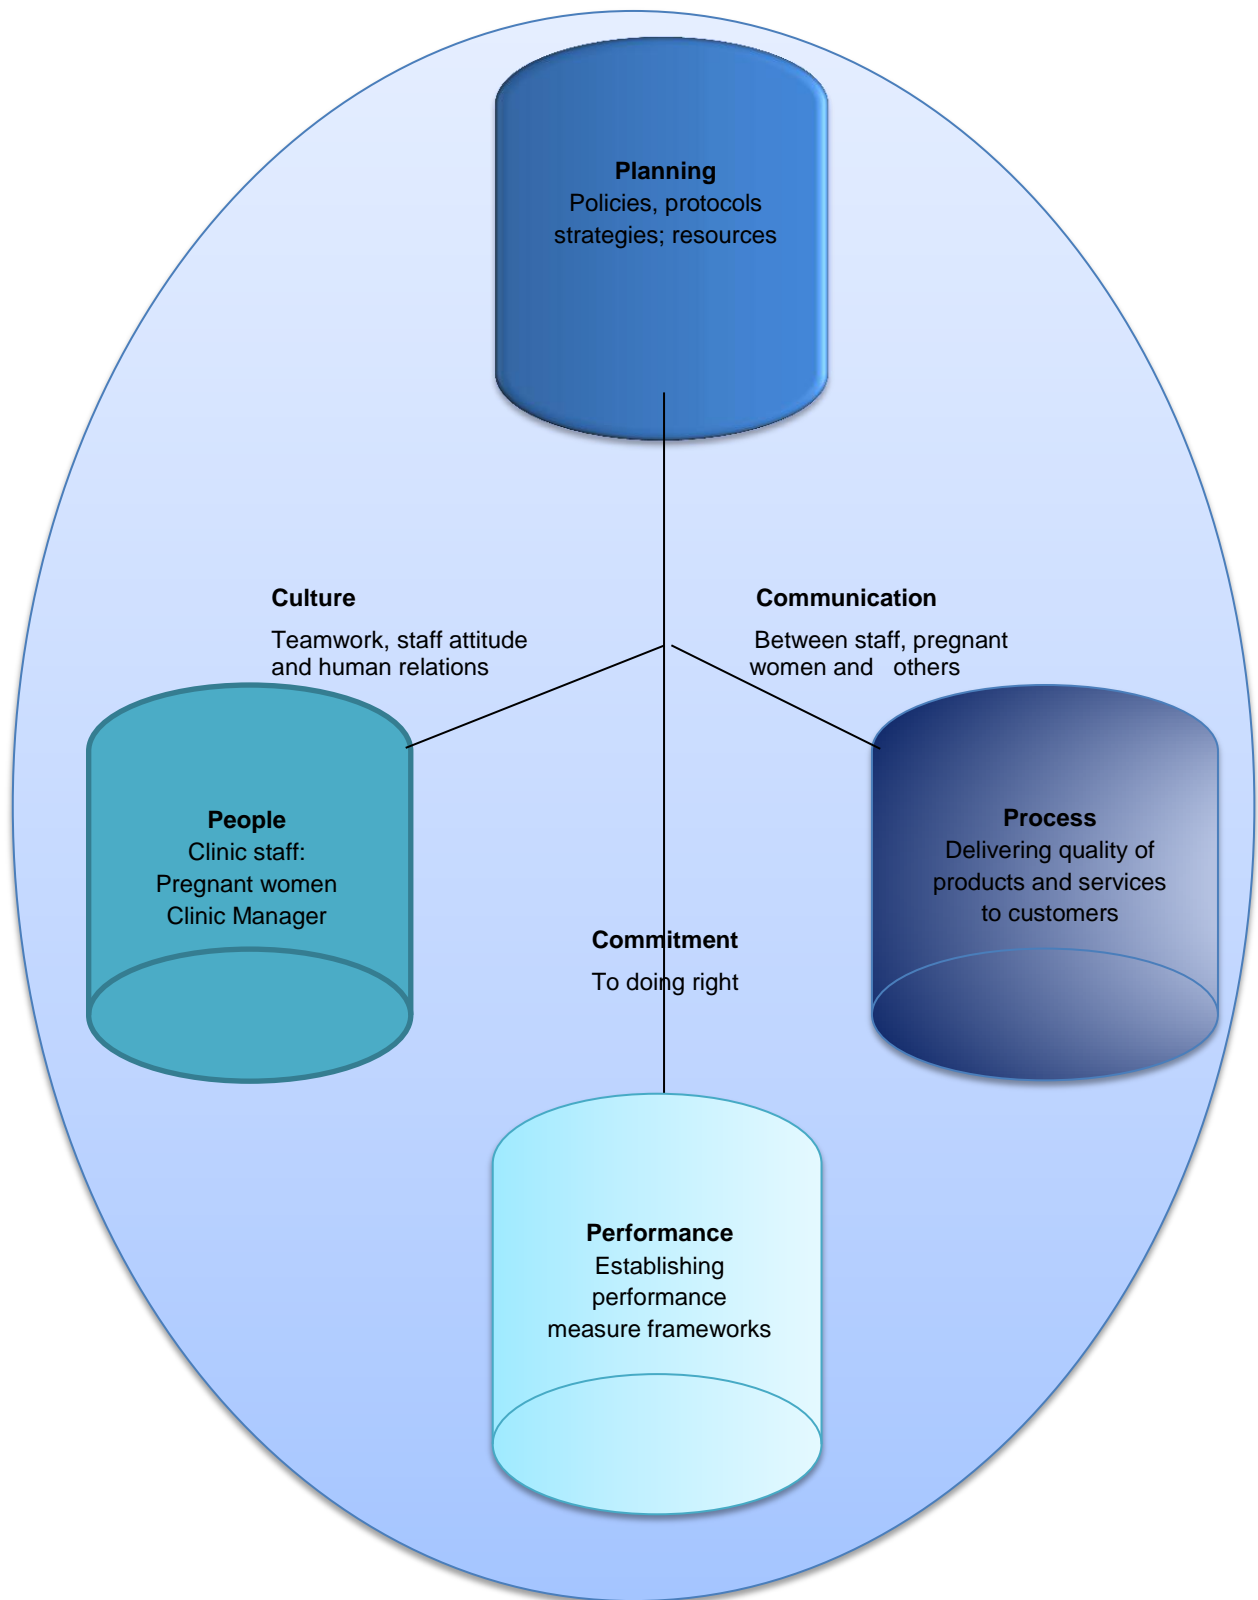 Planning
Policies, protocols
strategies; resources
Culture
Teamwork, staff attitude
and human relations
Communication
Between staff, pregnant
women and others
People
Clinic staff:
Pregnant women
Clinic Manager
Process
Delivering quality of
products and services
to customers
Commitment
To doing right
Performance
Establishing
performance
measure frameworks